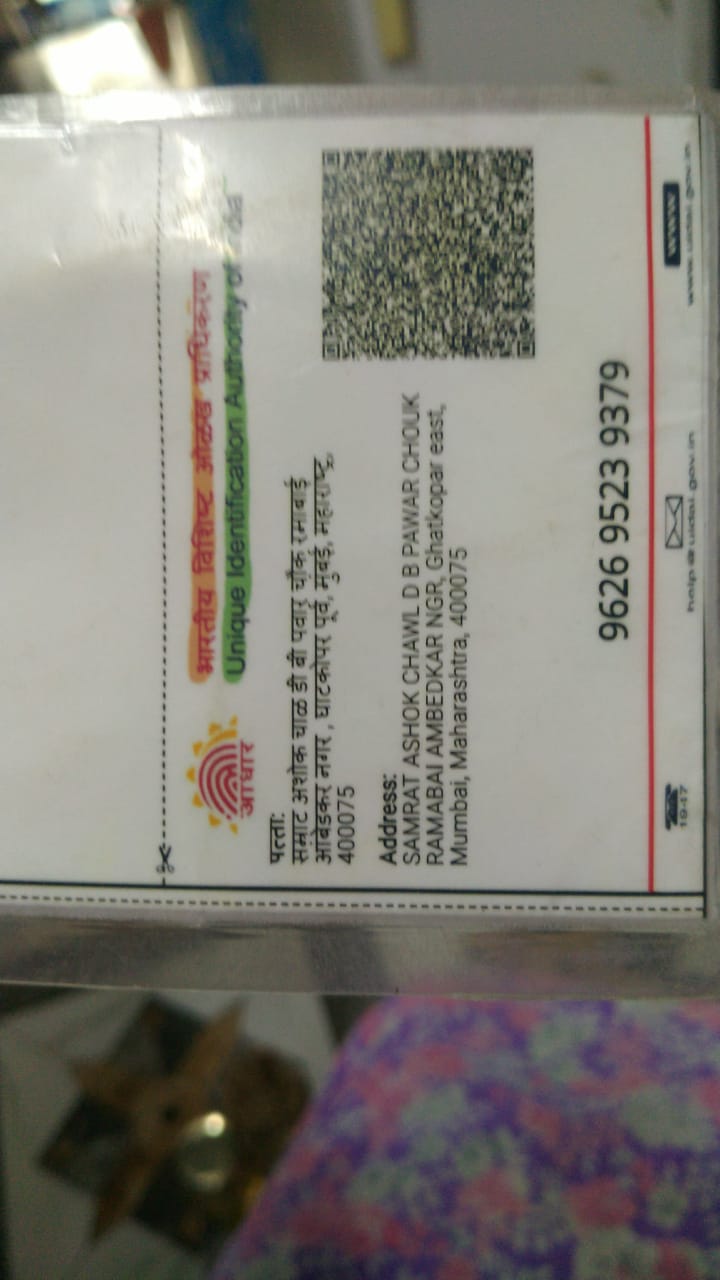 आधार
भारतीय विशिष्ट ओळख प्राधिकरण
Unique Identification Authority of India
पत्ता:
सम्राट अशोक चाळ डी बी पवार चौक रमाबाई
आंबेडकर नगर , घाटकोपर पूर्व, मुंबई, महाराष्ट्र,
400075
Address:
SAMRAT ASHOK CHAWL D B PAWAR CHOUK
RAMABAI AMBEDKAR NGR, Ghatkopar east,
Mumbai, Maharashtra, 400075
9626 9523 9379
1947
help@uidai.gov.in
www
www.uidai.gov.in